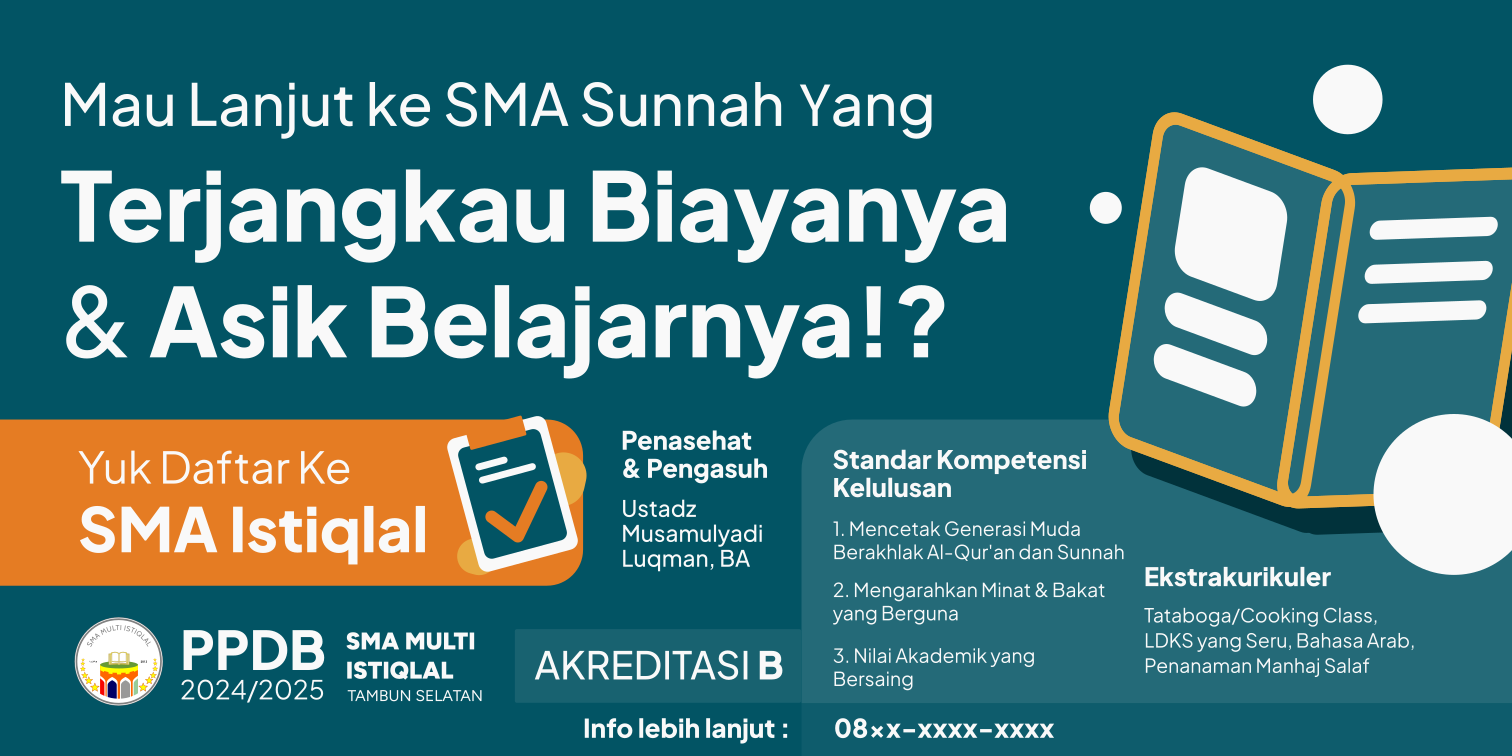 Mau Lanjut ke SMA Sunnah Yang
Terjangkau Biayanya
& Asik Belajarnya!?
Yuk Daftar Ke
SMA Istiqlal
Penasehat
& Pengasuh
Ustadz
Musamulyadi
Luqman, BA
Standar Kompetensi
Kelulusan
1. Mencetak Generasi Muda
Berakhlak Al-Qur'an dan Sunnah
2. Mengarahkan Minat & Bakat
yang Berguna
3. Nilai Akademik yang
Bersaing
Ekstrakurikuler
Tataboga/Cooking Class,
LDKS yang Seru, Bahasa Arab,
Penanaman Manhaj Salaf
SMA MULTI ISTIQLAL
PPDB
2024/2025
SMA MULTI
ISTIQLAL
TAMBUN SELATAN
AKREDITASI B
Info lebih lanjut : 08×x-xxxx-xxxx